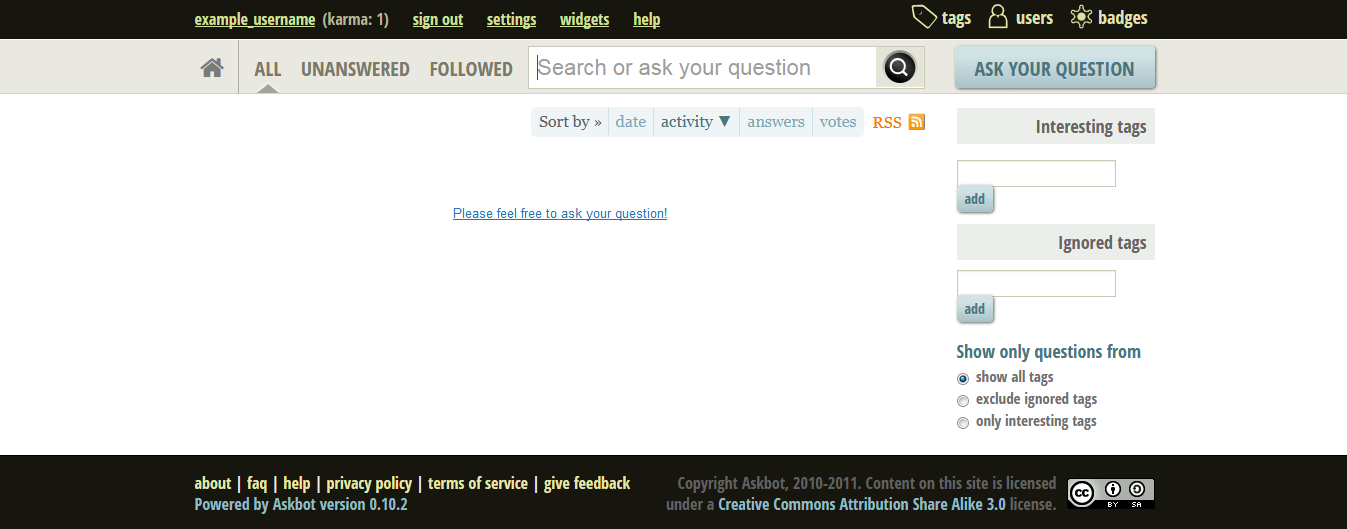 example_username (karma: 1) sign out settings widgets help tags users badges
ALL UNANSWERED FOLLOWED Search or ask your question ASK YOUR QUESTION
Sort by » date activity ▼ answers votes RSS
Interesting tags
add
Please feel free to ask your question!
Ignored tags
add
Show only questions from
show all tags
exclude ignored tags
only interesting tags
about | faq | help | privacy policy | terms of service | give feedback
Powered by Askbot version 0.10.2
Copyright Askbot, 2010-2011. Content on this site is licensed
under a Creative Commons Attribution Share Alike 3.0 license.
cc BY SA